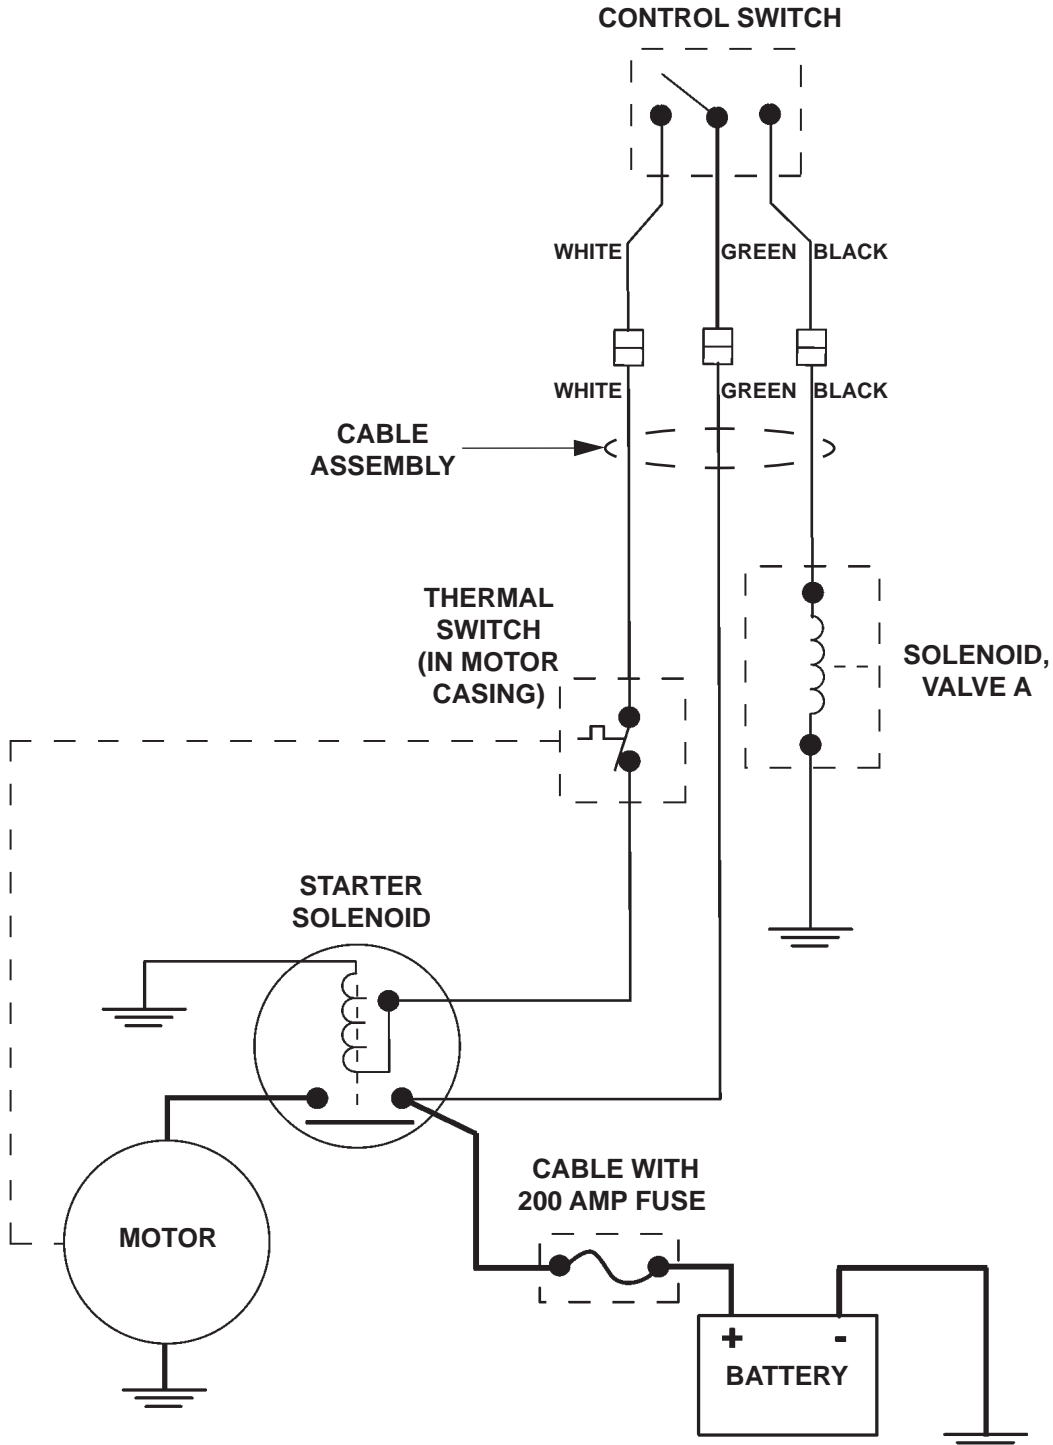 CONTROL SWITCH
WHITE
GREEN
BLACK
WHITE
GREEN
BLACK
CABLE
ASSEMBLY
THERMAL
SWITCH
(IN MOTOR
CASING)
SOLENOID,
VALVE A
STARTER
SOLENOID
CABLE WITH
200 AMP FUSE
MOTOR
+
-
BATTERY